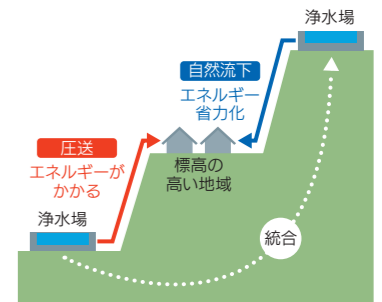 浄水場
自然流下
エネルギー
省力化
圧送
エネルギーが
かかる
標高の
高い地域
浄水場
統合